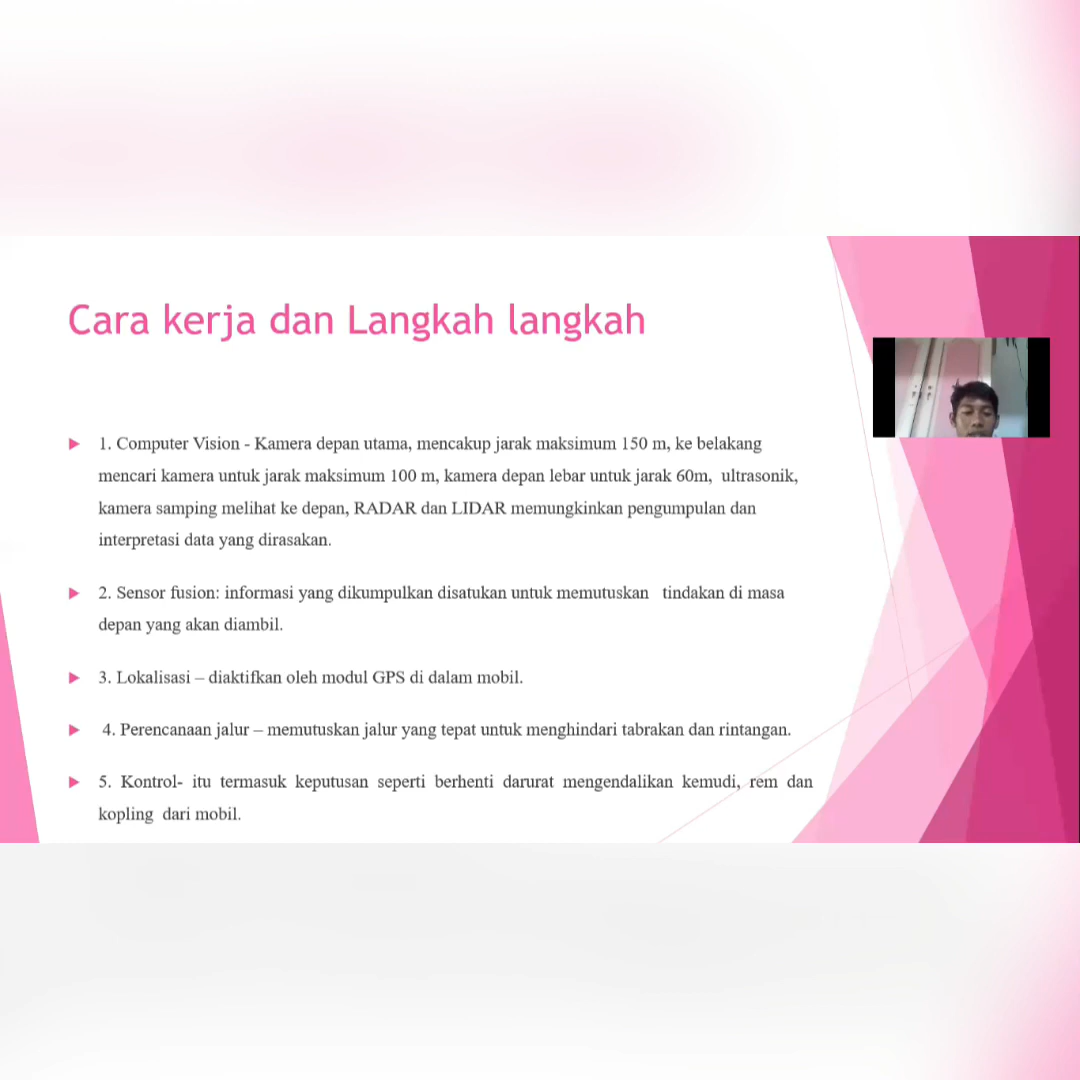 Cara kerja dan Langkah langkah
1. Computer Vision - Kamera depan utama, mencakup jarak maksimum 150 m, ke belakang
mencari kamera untuk jarak maksimum 100 m, kamera depan lebar untuk jarak 60m,  ultrasonik,
kamera samping melihat ke depan, RADAR dan LIDAR memungkinkan pengumpulan dan
interpretasi data yang dirasakan.
2. Sensor fusion: informasi yang dikumpulkan disatukan untuk memutuskan   tindakan di masa
depan yang akan diambil.
3. Lokalisasi – diaktifkan oleh modul GPS di dalam mobil.
4. Perencanaan jalur – memutuskan jalur yang tepat untuk menghindari tabrakan dan rintangan.
5. Kontrol- itu termasuk keputusan seperti berhenti darurat mengendalikan kemudi, rem dan
kopling  dari mobil.